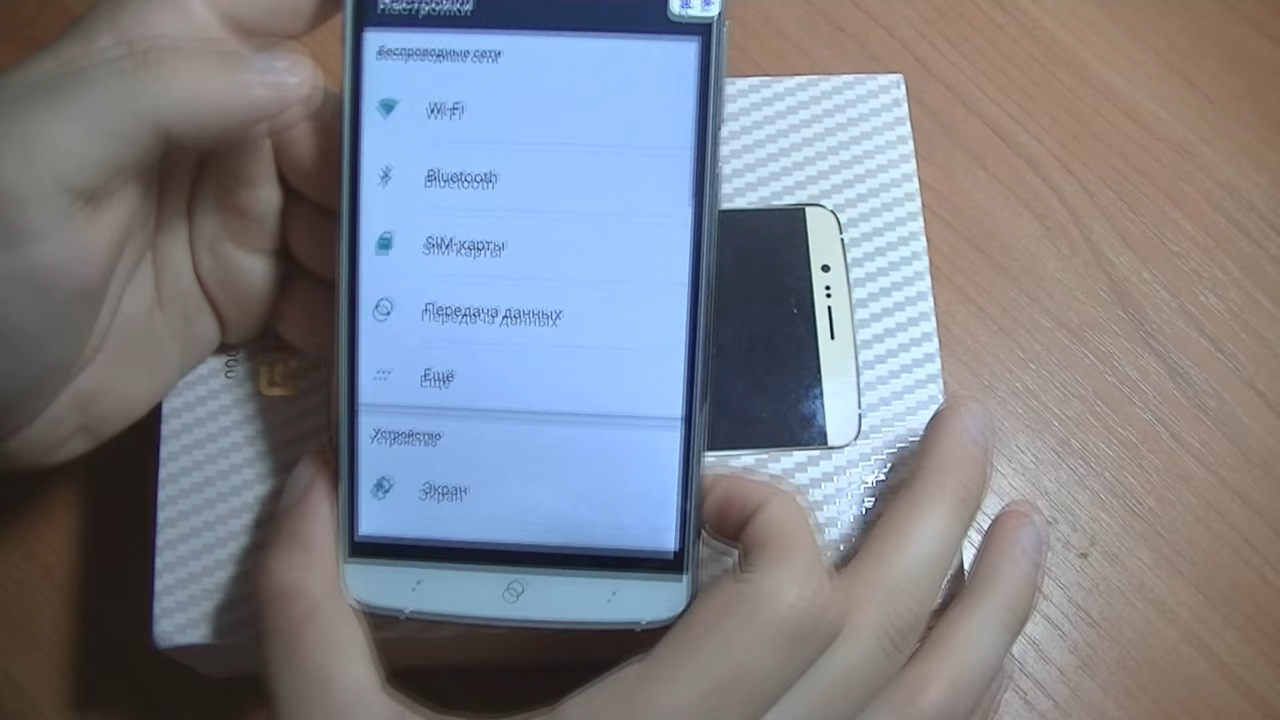 Настройки
Беспроводные сети
Wi-Fi
Bluetooth
SIM-карты
Передача данных
Ещё
Устройство
Экран